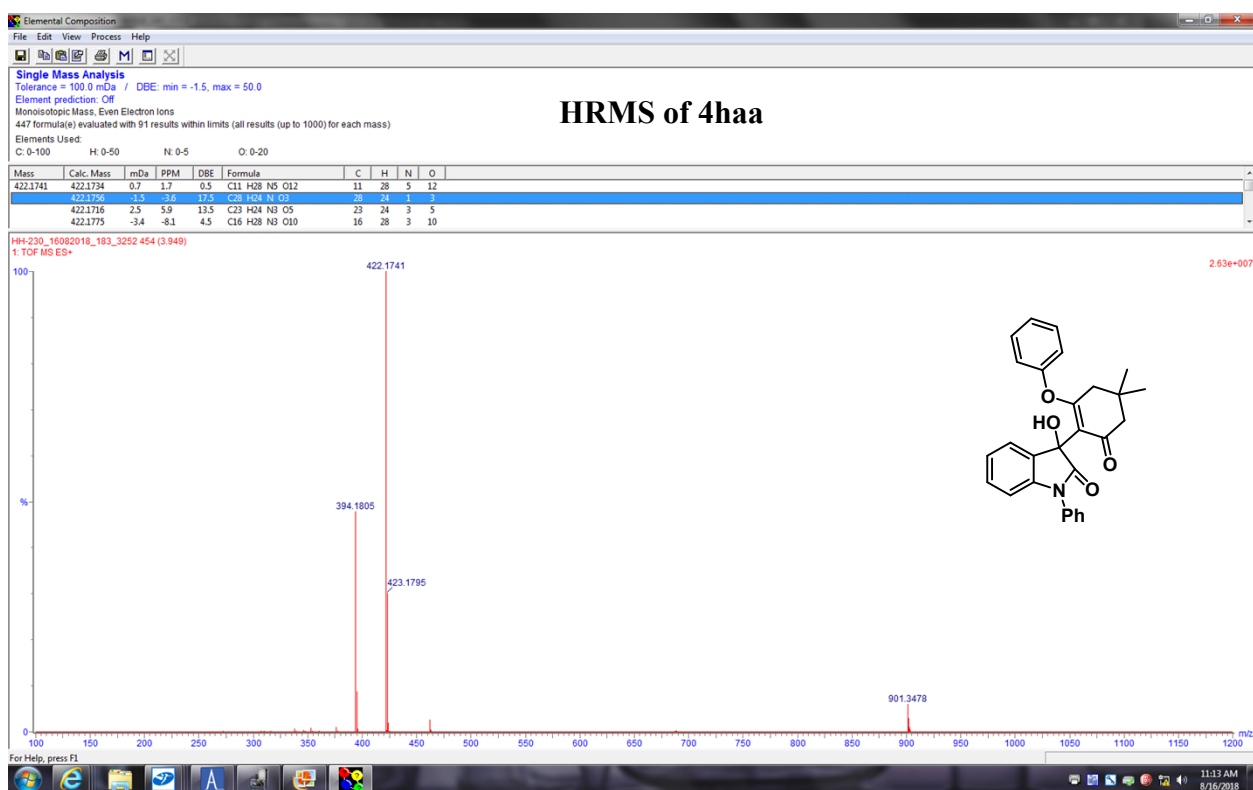 Elemental Composition
File Edit View Process Help
Single Mass Analysis
Tolerance = 100.0 mDa / DBE: min = -1.5, max = 50.0
Element prediction: Off
Monoisotopic Mass, Even Electron Ions
447 formula(e) evaluated with 91 results within limits (all results (up to 1000) for each mass)
Elements Used:
C: 0-100 H: 0-50 N: 0-5 O: 0-20
HRMS of 4haa
Mass Calc. Mass mDa PPM DBE Formula C H N O
422.1741 422.1734 0.7 1.7 0.5 C11 H28 N5 O12 11 28 5 12
422.1756 -1.5 -3.6 17.5 C28 H24 N O3 28 24 1 3
422.1716 2.5 5.9 13.5 C23 H24 N3 O5 23 24 3 5
422.1775 -3.4 -8.1 4.5 C16 H28 N3 O10 16 28 3 10
HH-230_16082018_183_3252 454 (3.949)
1: TOF MS ES+
2.63e+007
100
422.1741
%
394.1805
423.1795
901.3478
0
O
HO
O
N
O
Ph
100 150 200 250 300 350 400 450 500 550 600 650 700 750 800 850 900 950 1000 1050 1100 1150 1200
m/z
For Help, press F1
11:13 AM
8/16/2018